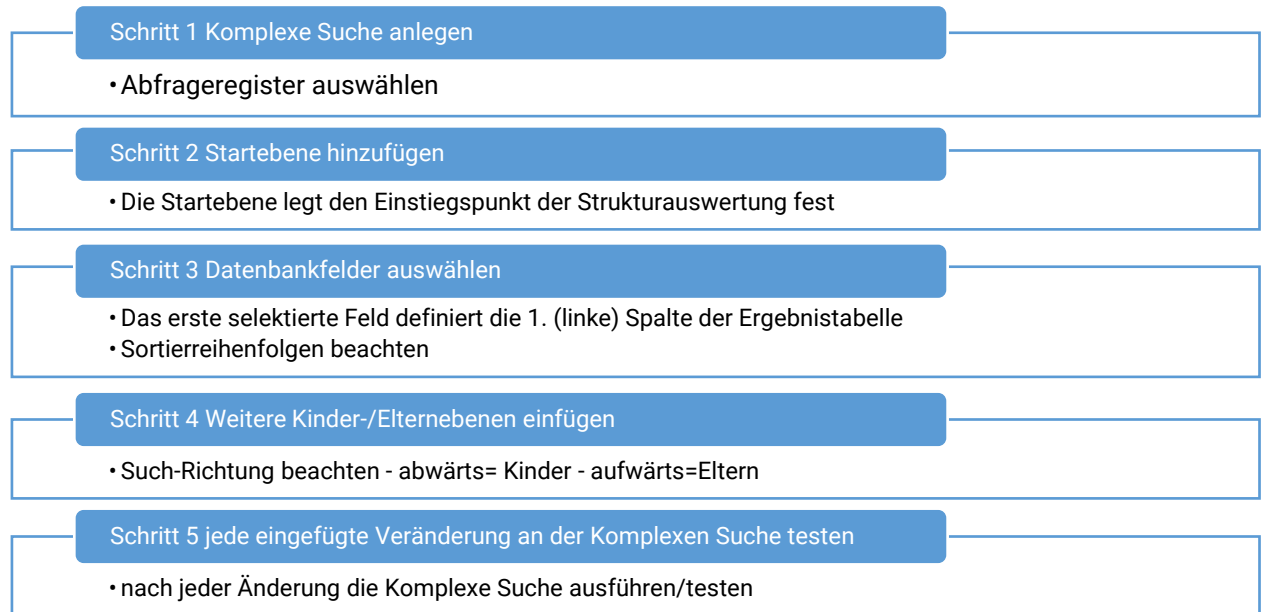 Schritt 1 Komplexe Suche anlegen
• Abfrageregister auswählen
Schritt 2 Startebene hinzufügen
• Die Startebene legt den Einstiegspunkt der Strukturauswertung fest
Schritt 3 Datenbankfelder auswählen
• Das erste selektierte Feld definiert die 1. (linke) Spalte der Ergebnistabelle
• Sortierreihenfolgen beachten
Schritt 4 Weitere Kinder-/Elternebenen einfügen
• Such-Richtung beachten - abwärts= Kinder - aufwärts=Eltern
Schritt 5 jede eingefügte Veränderung an der Komplexen Suche testen
• nach jeder Änderung die Komplexe Suche ausführen/testen